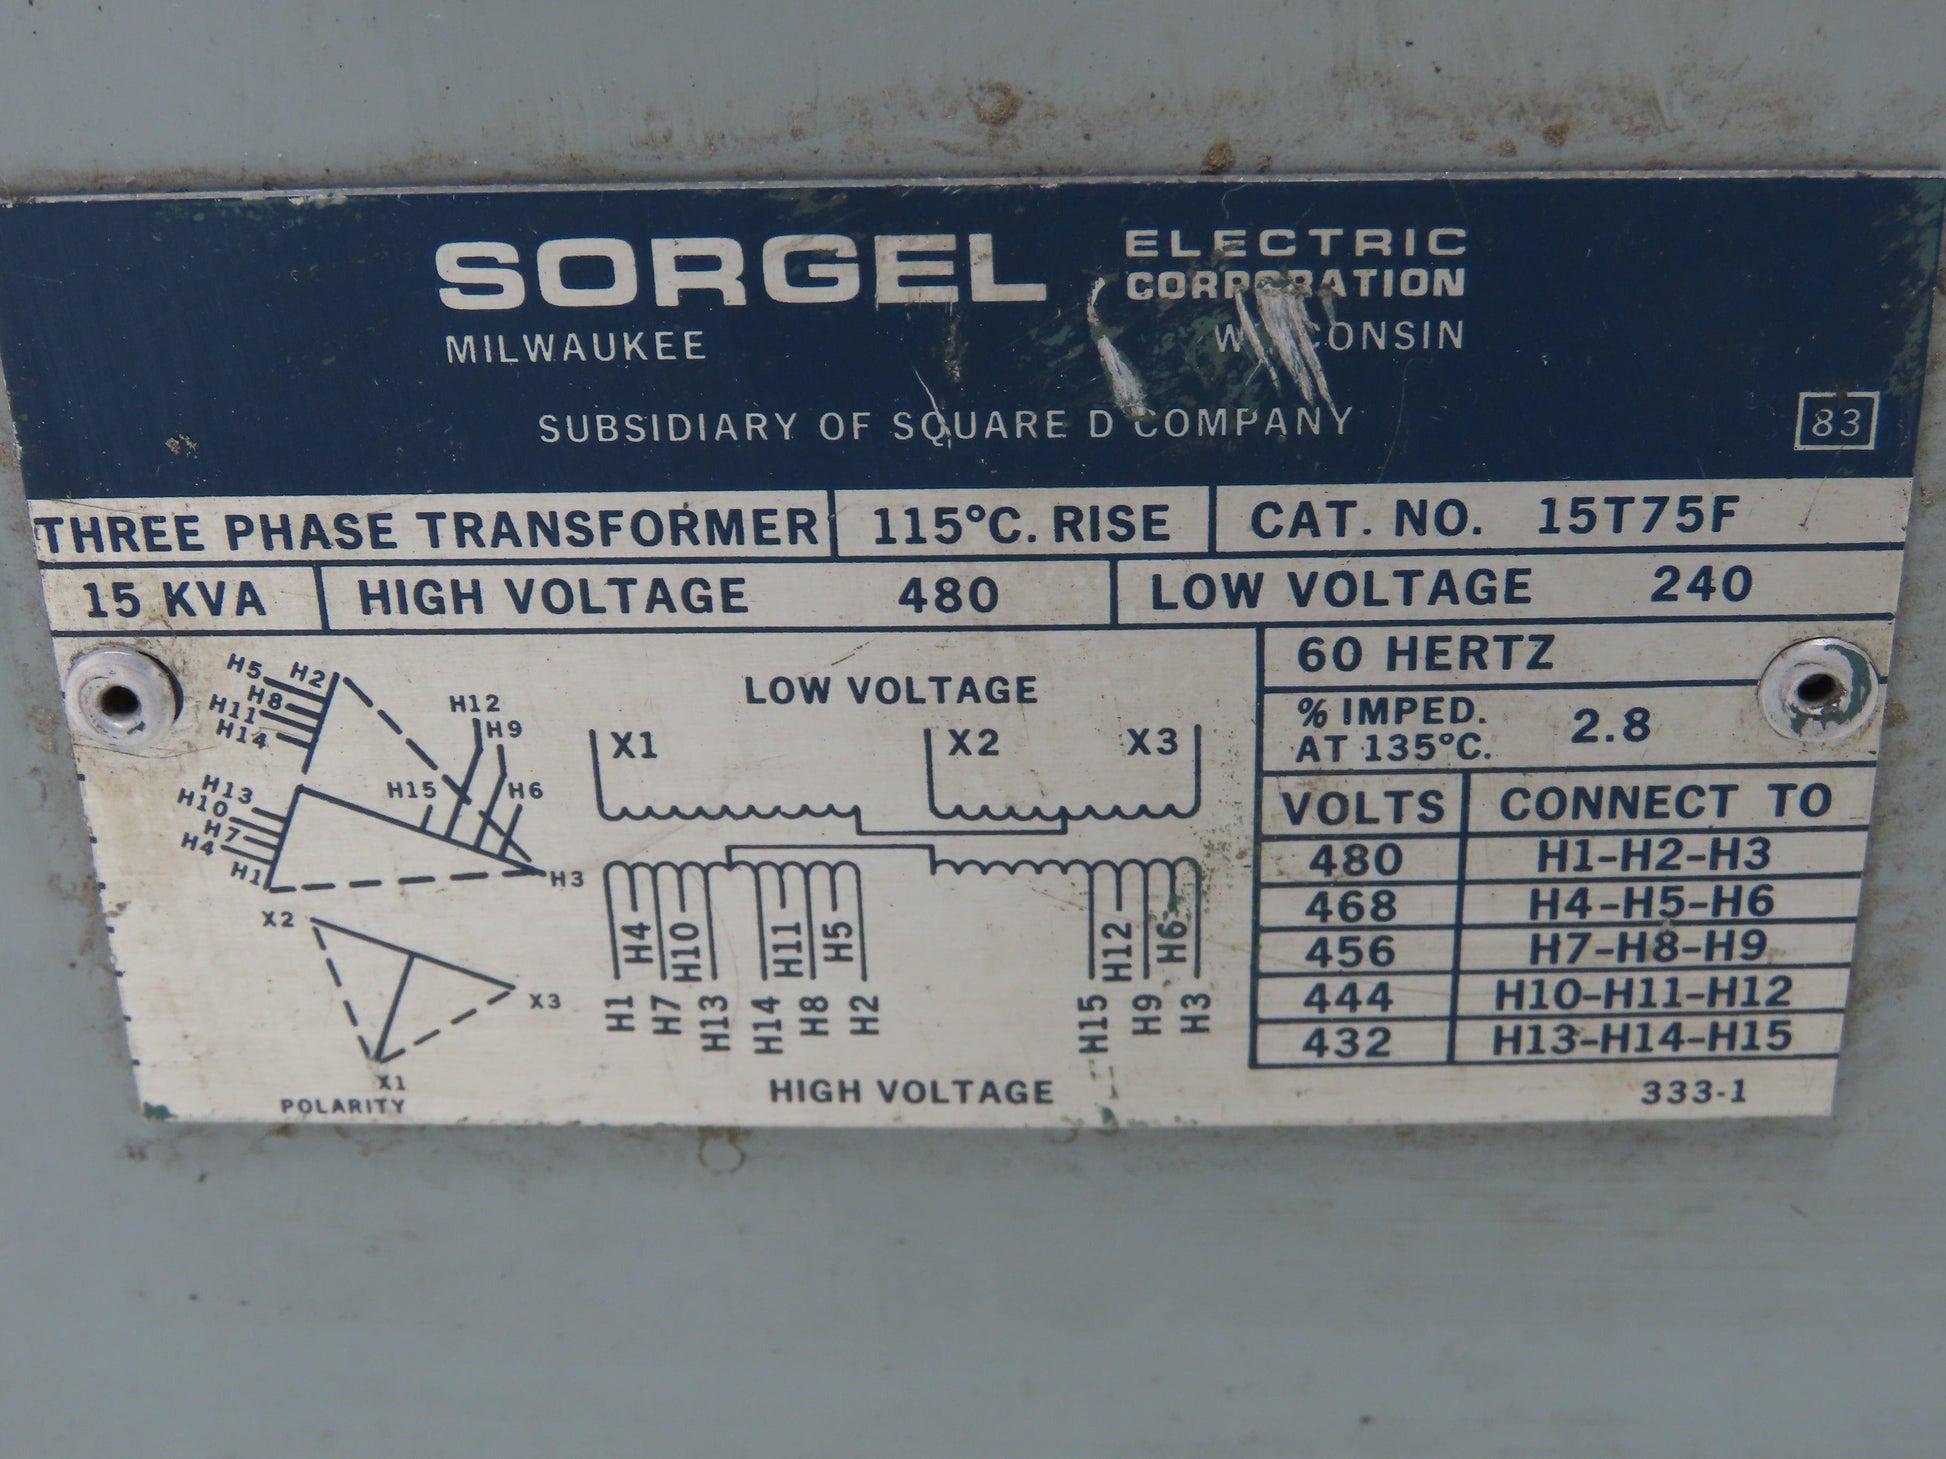 SORGEL ELECTRIC
CORPORATION
MILWAUKEE WISCONSIN
SUBSIDIARY OF SQUARE D COMPANY 83
THREE PHASE TRANSFORMER 115°C. RISE CAT. NO. 15T75F
15 KVA HIGH VOLTAGE 480 LOW VOLTAGE 240
H5 H2
H8
H11
H14
H12
H9
H15 H6
H13
H10
H7
H4
H1
H3
X2
X3
X1
POLARITY
LOW VOLTAGE
X1 X2 X3
H4 H10 H11 H5 H12 H6
H1 H7 H13 H14 H8 H2 H15 H9 H3
HIGH VOLTAGE
60 HERTZ
% IMPED.
AT 135°C. 2.8
VOLTS CONNECT TO
480 H1-H2-H3
468 H4-H5-H6
456 H7-H8-H9
444 H10-H11-H12
432 H13-H14-H15
333-1